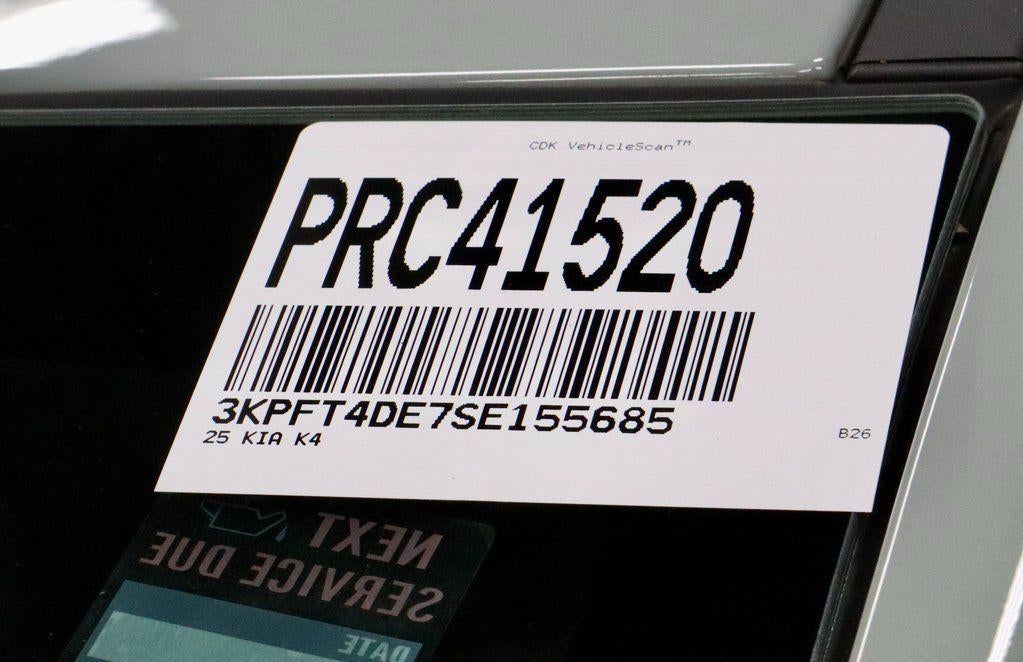 CDK VehicleScan™
PRC41520
3KPFT4DE7SE155685
25 KIA K4
B26
NEXT
SERVICE DUE
DATE